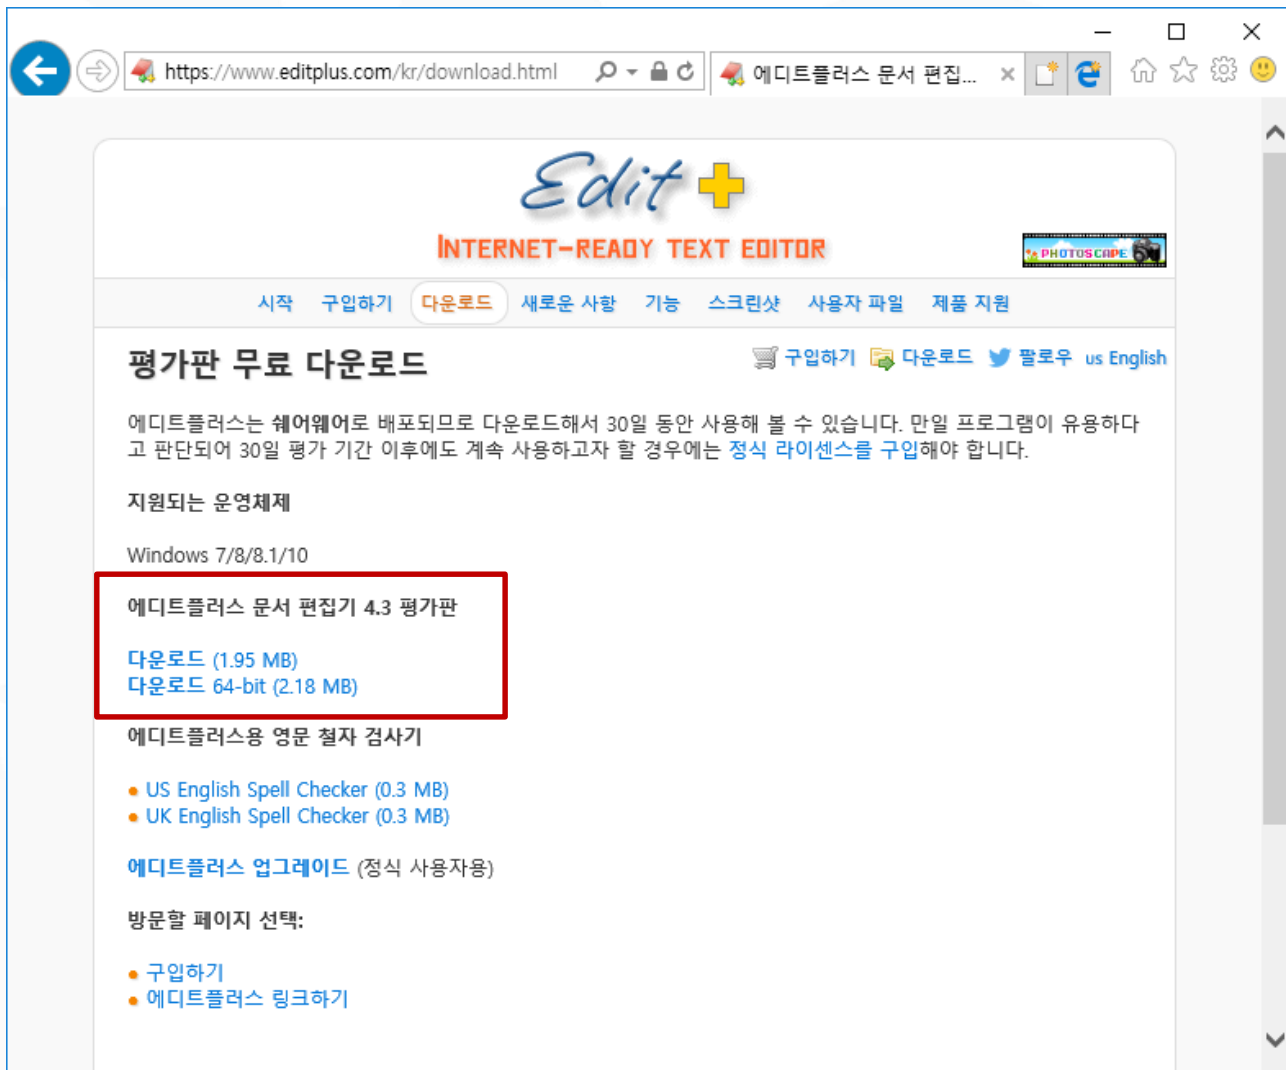 https://www.editplus.com/kr/download.html
에디트플러스 문서 편집...
Edit
INTERNET-READY TEXT EDITOR
PHOTOSCAPE
시작 구입하기 다운로드 새로운 사항 기능 스크린샷 사용자 파일 제품 지원
평가판 무료 다운로드
구입하기 다운로드 팔로우 us English
에디트플러스는 쉐어웨어로 배포되므로 다운로드해서 30일 동안 사용해 볼 수 있습니다. 만일 프로그램이 유용하다
고 판단되어 30일 평가 기간 이후에도 계속 사용하고자 할 경우에는 정식 라이센스를 구입해야 합니다.
지원되는 운영체제
Windows 7/8/8.1/10
에디트플러스 문서 편집기 4.3 평가판
다운로드 (1.95 MB)
다운로드 64-bit (2.18 MB)
에디트플러스용 영문 철자 검사기
US English Spell Checker (0.3 MB)
UK English Spell Checker (0.3 MB)
에디트플러스 업그레이드 (정식 사용자용)
방문할 페이지 선택:
구입하기
에디트플러스 링크하기